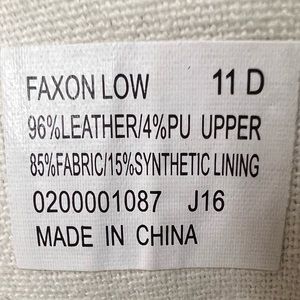 FAXON LOW 11 D
96%LEATHER/4%PU UPPER
85%FABRIC/15%SYNTHETIC LINING
0200001087 J16
MADE IN CHINA